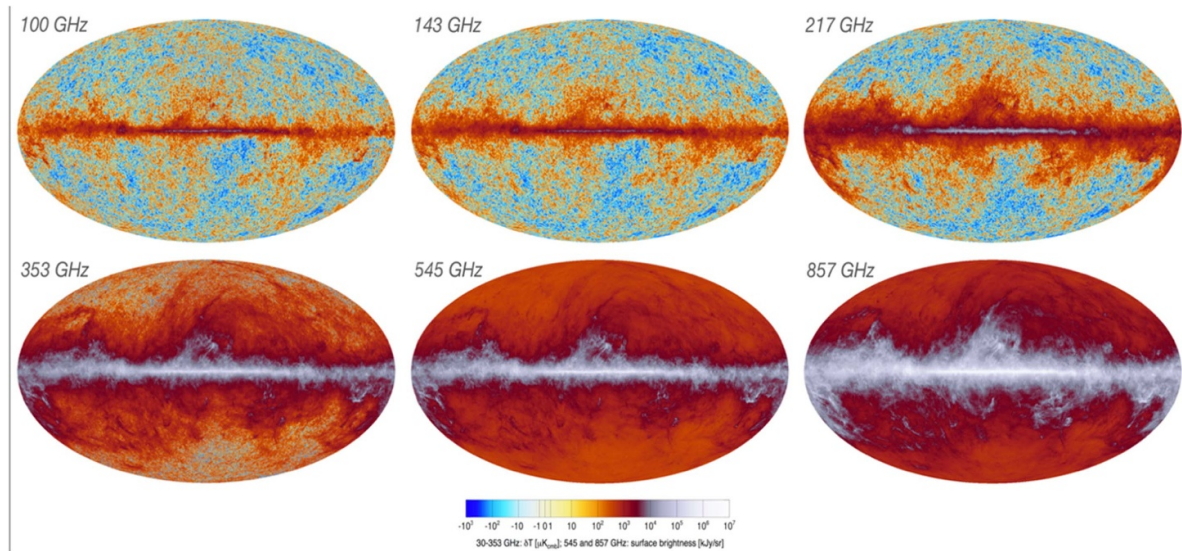 100 GHz 143 GHz 217 GHz
353 GHz 545 GHz 857 GHz
-10³ -10² -10 -1 0 1 10 10² 10³ 10⁴ 10⁵ 10⁶ 10⁷
30-353 GHz: δT [μK_cmb]; 545 and 857 GHz: surface brightness [kJy/sr]